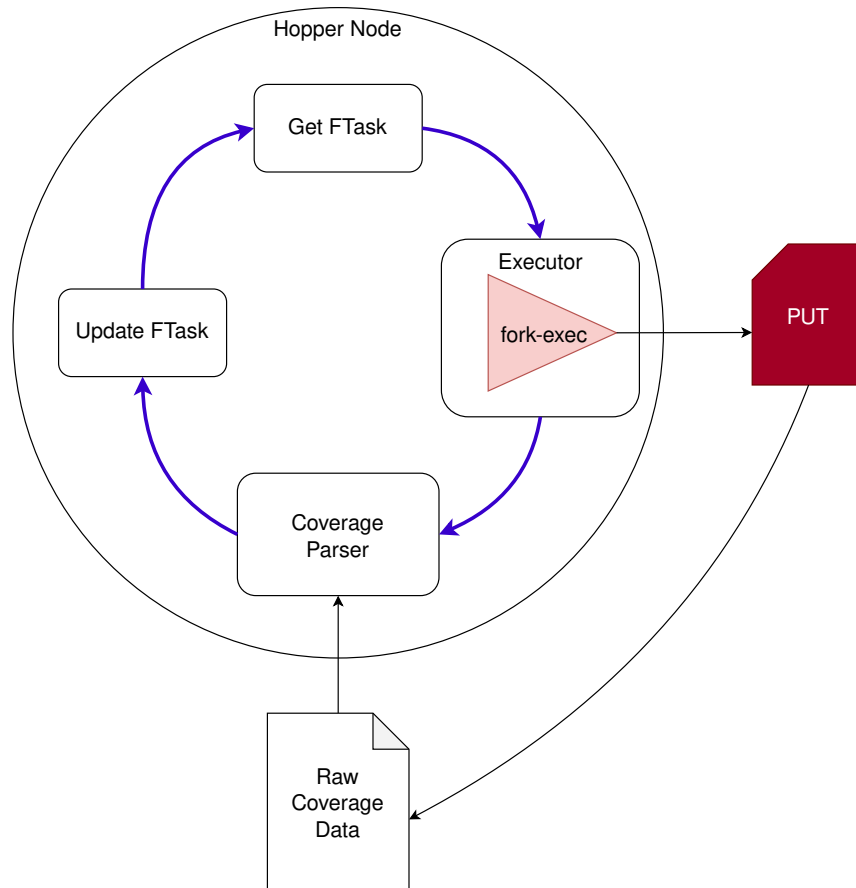 Hopper Node
Get FTask
Executor
fork-exec
PUT
Update FTask
Coverage
Parser
Raw
Coverage
Data